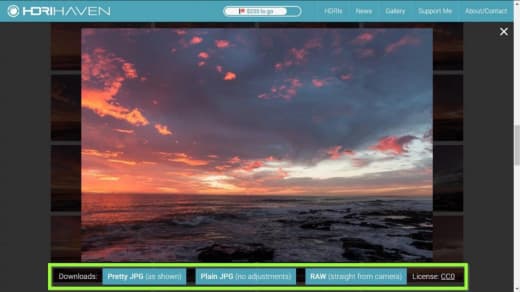 HDRIHAVEN
$255 to go
HDRIs News Gallery Support Me About/Contact
Downloads: Pretty JPG (as shown) Plain JPG (no adjustments) RAW (straight from camera) License: CC0